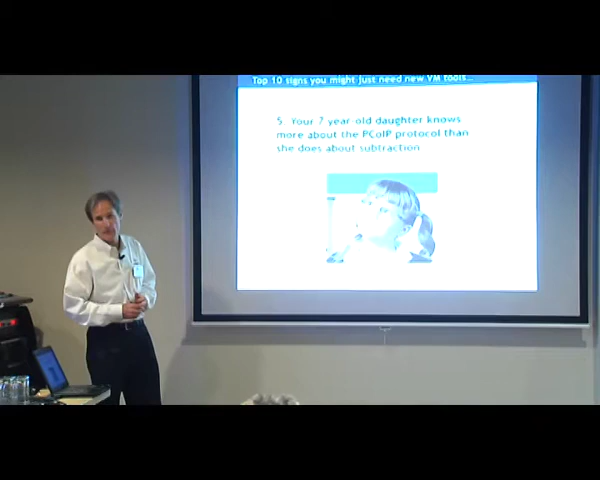 Top 10 signs you might just need new VM tools...
5. Your 7 year-old daughter knows
more about the PCoIP protocol than
she does about subtraction